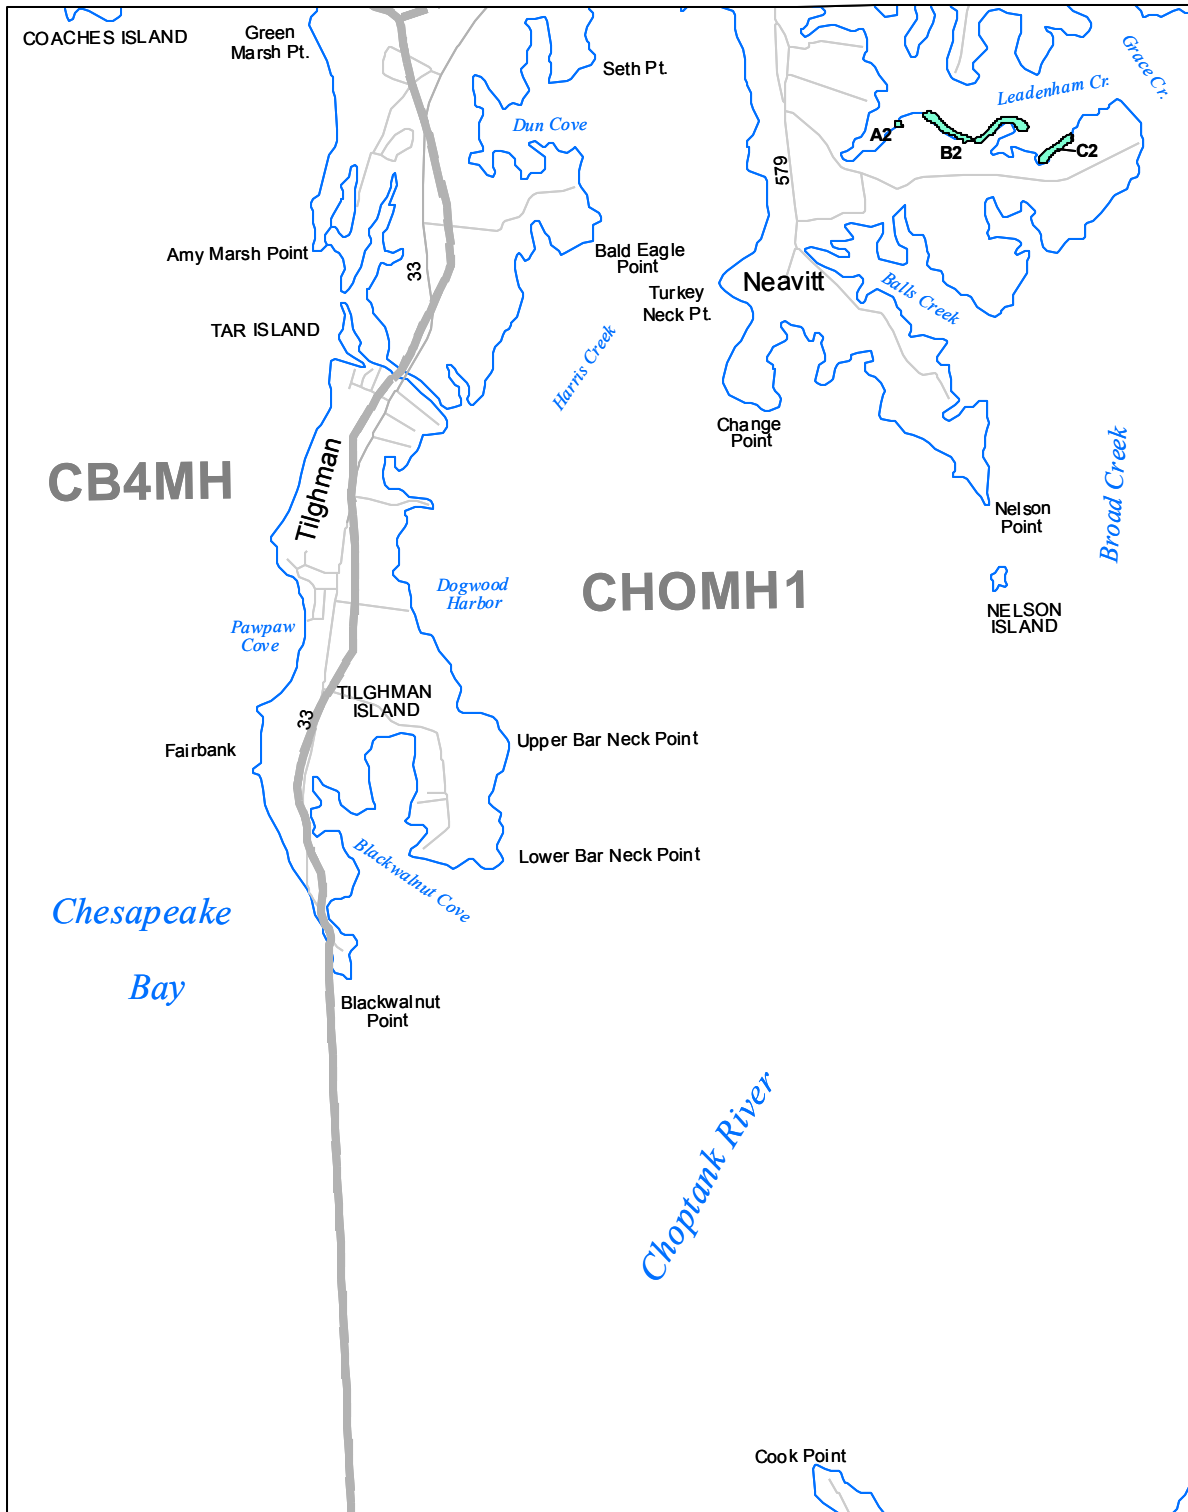 COACHES ISLAND
Green
Marsh Pt.
Seth Pt.
Grace Cr.
Leadenham Cr.
Dun Cove
A2
B2
C2
579
Amy Marsh Point
33
Bald Eagle
Point
Turkey
Neck Pt.
Neavitt
Balls Creek
TAR ISLAND
Harris Creek
Change
Point
Tilghman
CB4MH
Broad Creek
Nelson
Point
Dogwood
Harbor
CHOMH1
NELSON
ISLAND
Pawpaw
Cove
TILGHMAN
ISLAND
33
Fairbank
Upper Bar Neck Point
Blackwalnut Cove
Lower Bar Neck Point
Chesapeake
Bay
Blackwalnut
Point
Choptank River
Cook Point